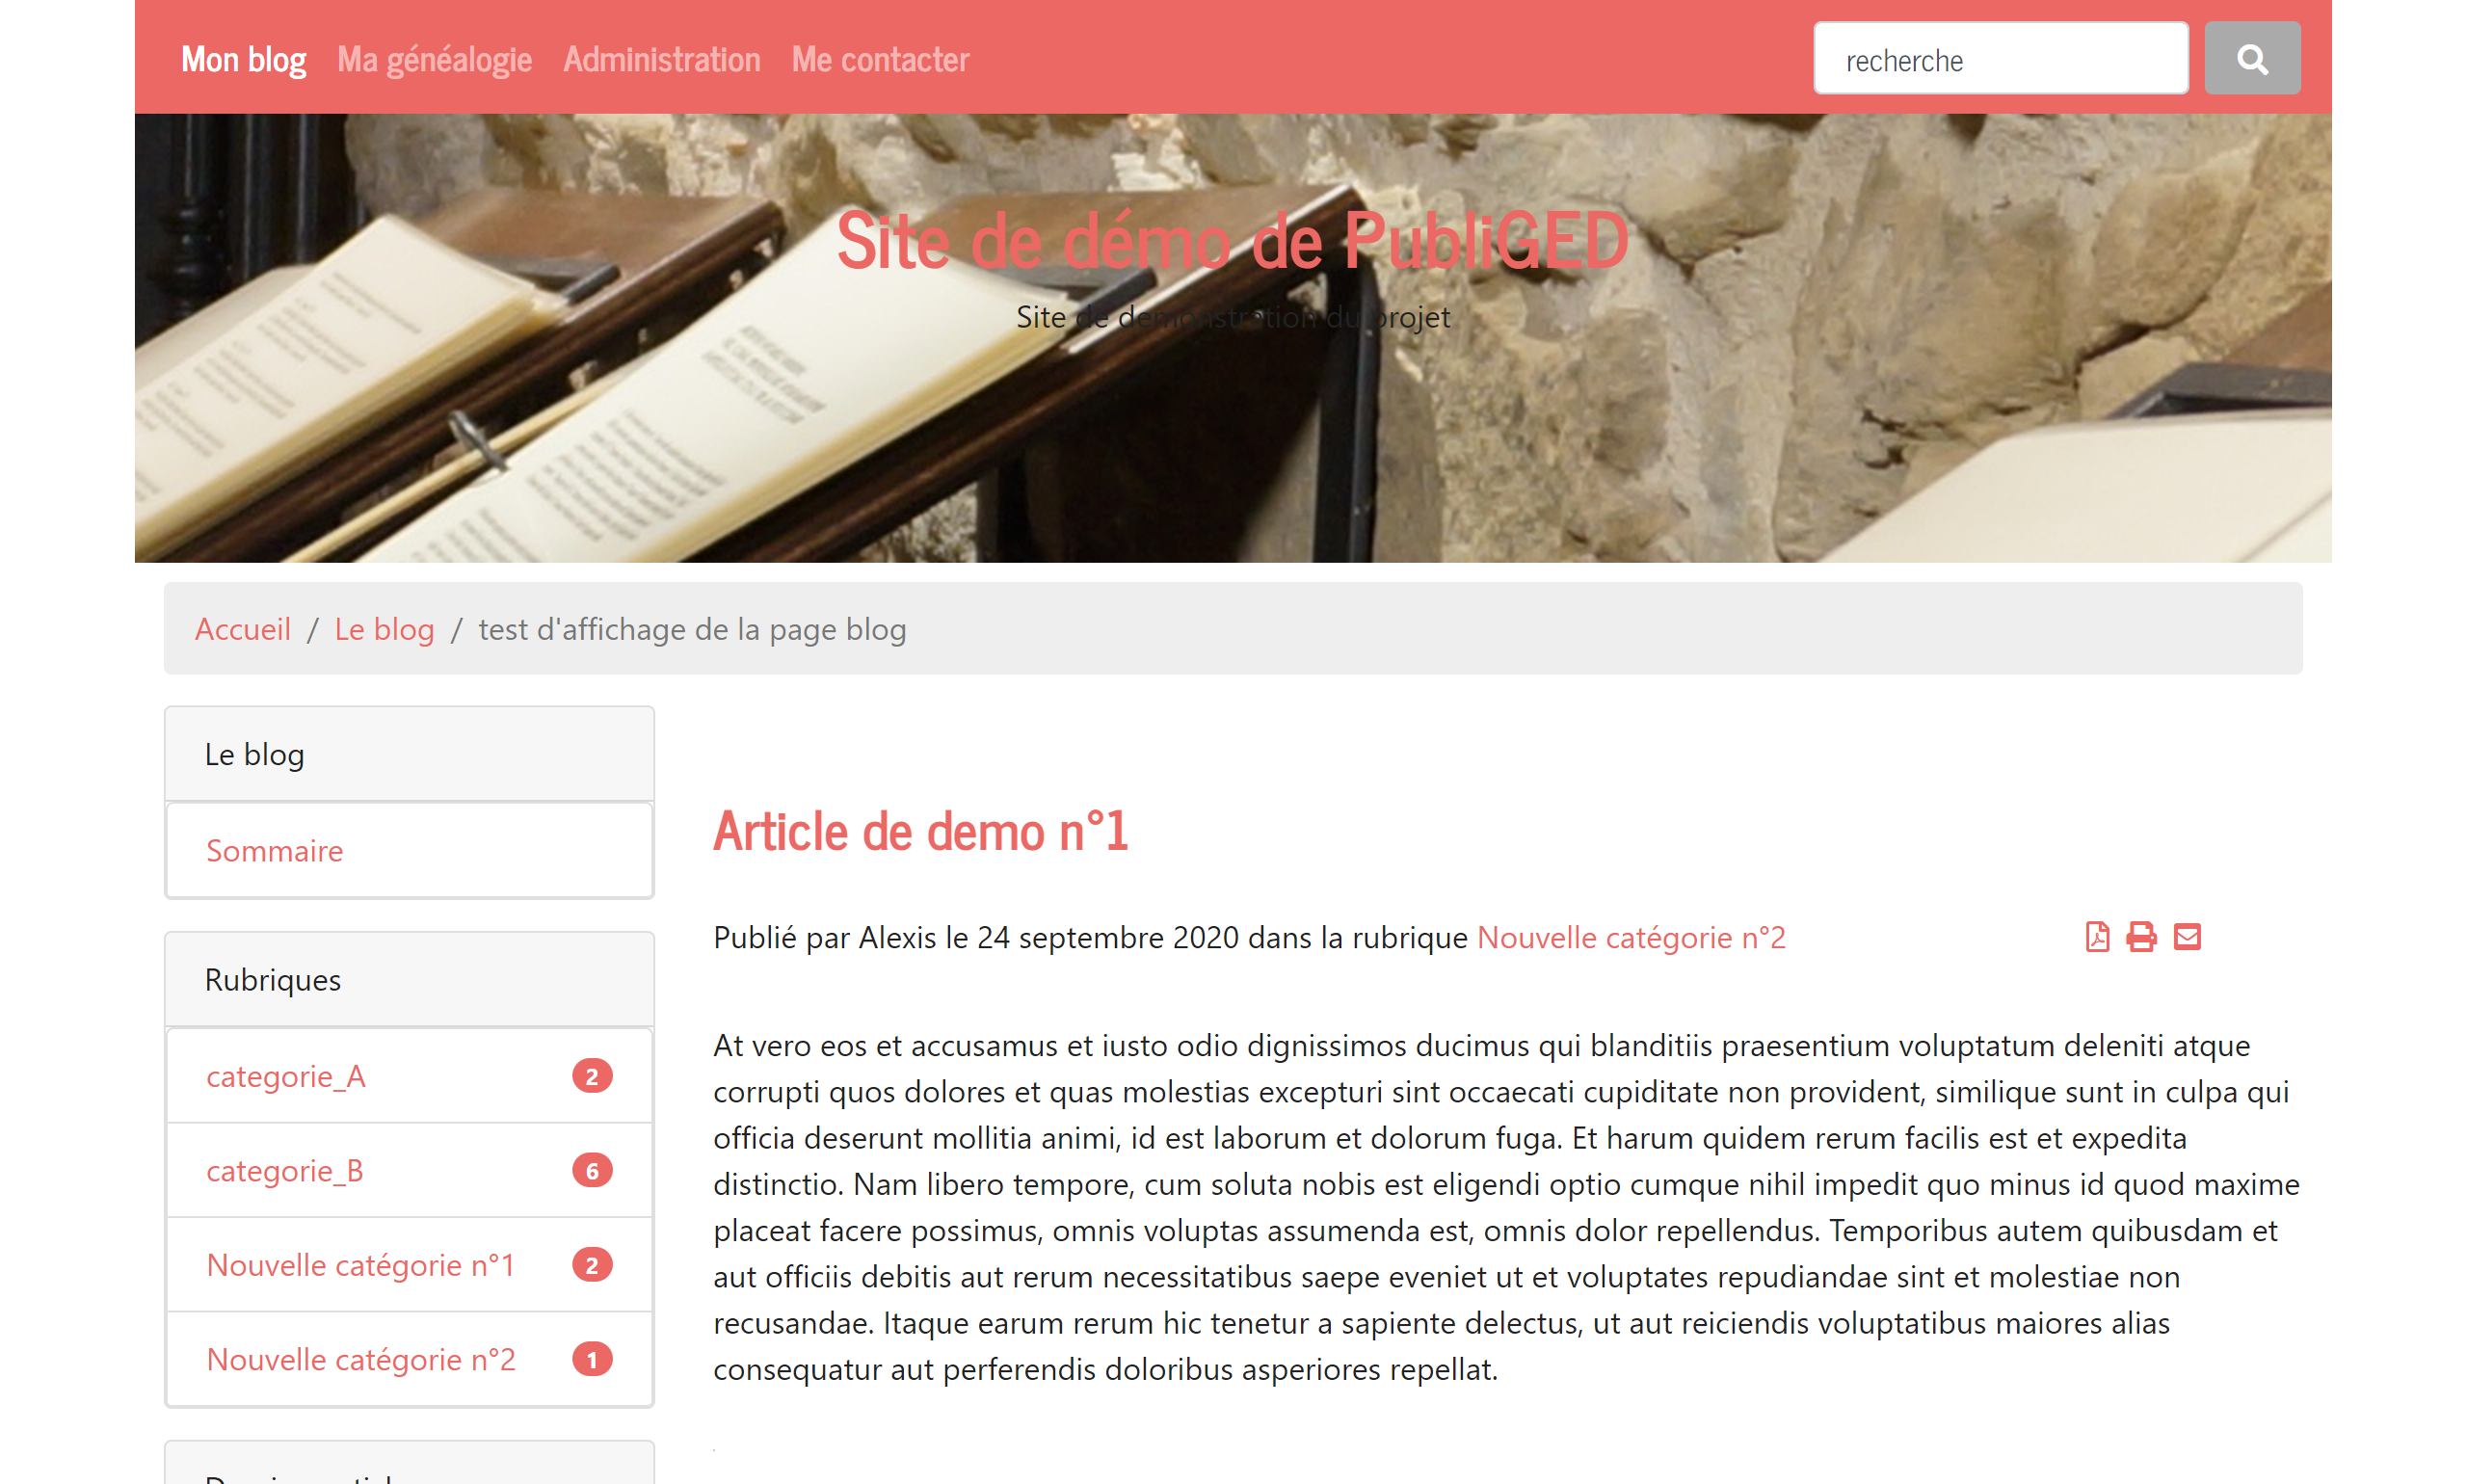 Mon blog Ma généalogie Administration Me contacter recherche
Site de démo de PubliGED
Site de demonstration du projet
Accueil / Le blog / test d'affichage de la page blog
Le blog
Sommaire
Rubriques
categorie_A 2
categorie_B 6
Nouvelle catégorie n°1 2
Nouvelle catégorie n°2 1
Article de demo n°1
Publié par Alexis le 24 septembre 2020 dans la rubrique Nouvelle catégorie n°2
At vero eos et accusamus et iusto odio dignissimos ducimus qui blanditiis praesentium voluptatum deleniti atque
corrupti quos dolores et quas molestias excepturi sint occaecati cupiditate non provident, similique sunt in culpa qui
officia deserunt mollitia animi, id est laborum et dolorum fuga. Et harum quidem rerum facilis est et expedita
distinctio. Nam libero tempore, cum soluta nobis est eligendi optio cumque nihil impedit quo minus id quod maxime
placeat facere possimus, omnis voluptas assumenda est, omnis dolor repellendus. Temporibus autem quibusdam et
aut officiis debitis aut rerum necessitatibus saepe eveniet ut et voluptates repudiandae sint et molestiae non
recusandae. Itaque earum rerum hic tenetur a sapiente delectus, ut aut reiciendis voluptatibus maiores alias
consequatur aut perferendis doloribus asperiores repellat.